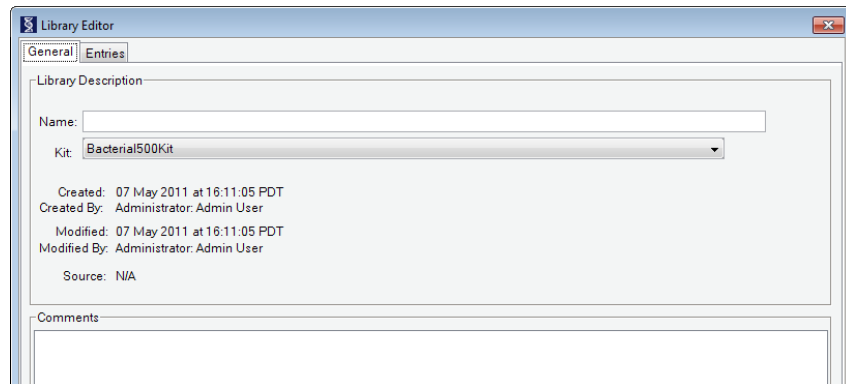 Library Editor
General Entries
Library Description
Name:
Kit: Bacterial500Kit
Created: 07 May 2011 at 16:11:05 PDT
Created By: Administrator: Admin User
Modified: 07 May 2011 at 16:11:05 PDT
Modified By: Administrator: Admin User
Source: N/A
Comments